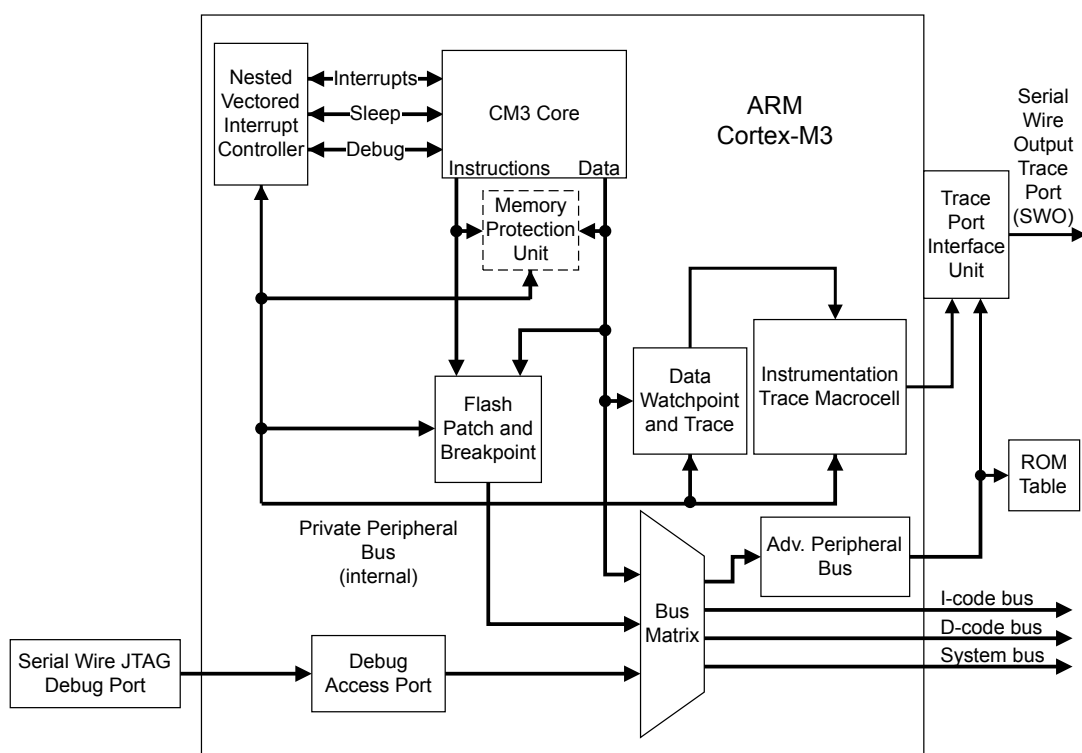 Nested
Vectored
Interrupt
Controller
Interrupts
Sleep
Debug
CM3 Core
Instructions
Data
ARM
Cortex-M3
Serial
Wire
Output
Trace
Port
(SWO)
Memory
Protection
Unit
Trace
Port
Interface
Unit
Flash
Patch and
Breakpoint
Data
Watchpoint
and Trace
Instrumentation
Trace Macrocell
ROM
Table
Private Peripheral
Bus
(internal)
Adv. Peripheral
Bus
Bus
Matrix
I-code bus
D-code bus
System bus
Serial Wire JTAG
Debug Port
Debug
Access Port